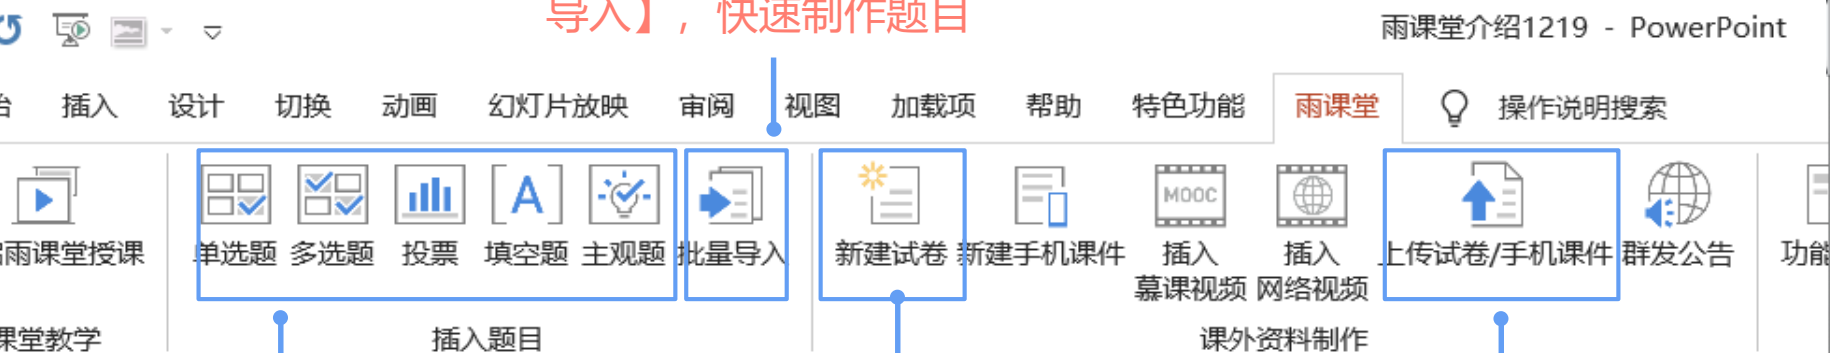 导入】，快速制作题目
雨课堂介绍1219 - PowerPoint
插入 设计 切换 动画 幻灯片放映 审阅 视图 加载项 帮助 特色功能 雨课堂 操作说明搜索
雨课堂授课 单选题 多选题 投票 填空题 主观题 批量导入 新建试卷 新建手机课件 插入 插入 上传试卷/手机课件 群发公告 功能
慕课视频 网络视频
课堂教学 插入题目 课外资料制作
MOOC
A